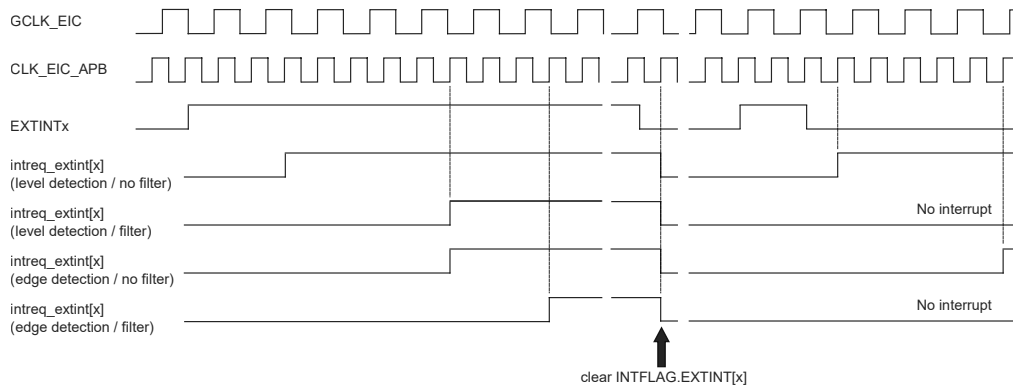 GCLK_EIC
CLK_EIC_APB
EXTINTx
intreq_extint[x]
(level detection / no filter)
intreq_extint[x]
(level detection / filter)
No interrupt
intreq_extint[x]
(edge detection / no filter)
intreq_extint[x]
(edge detection / filter)
No interrupt
clear INTFLAG.EXTINT[x]